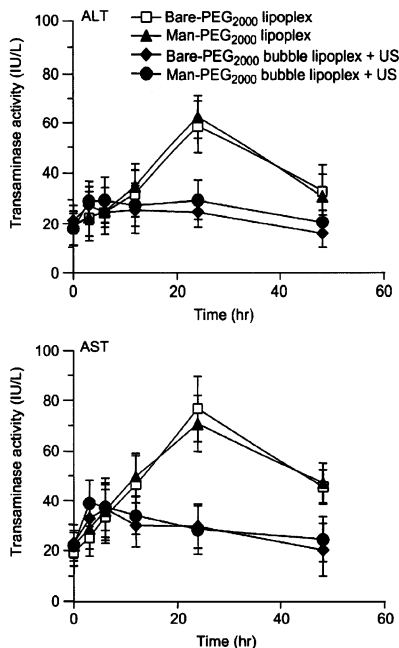 ALT
Bare-PEG2000 lipoplex
Man-PEG2000 lipoplex
Bare-PEG2000 bubble lipoplex + US
Man-PEG2000 bubble lipoplex + US
Transaminase activity (IU/L)
100
80
60
40
20
0
0 20 40 60
Time (hr)
AST
Transaminase activity (IU/L)
100
80
60
40
20
0
0 20 40 60
Time (hr)